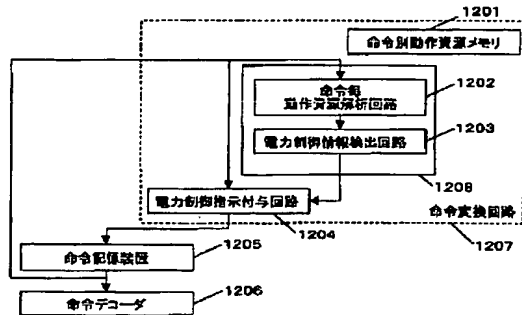 1201
命令別動作資源メモリ
1202
命令毎
動作資源解析回路
1203
電力制御情報検出回路
1208
電力制御指示付与回路
命令変換回路
1204
1207
1205
命令記憶装置
1206
命令デコーダ